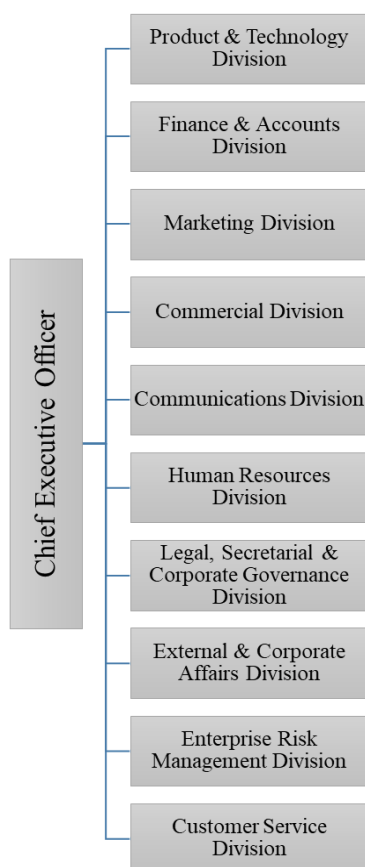 Chief Executive Officer
Product & Technology
Division
Finance & Accounts
Division
Marketing Division
Commercial Division
Communications Division
Human Resources
Division
Legal, Secretarial &
Corporate Governance
Division
External & Corporate
Affairs Division
Enterprise Risk
Management Division
Customer Service
Division